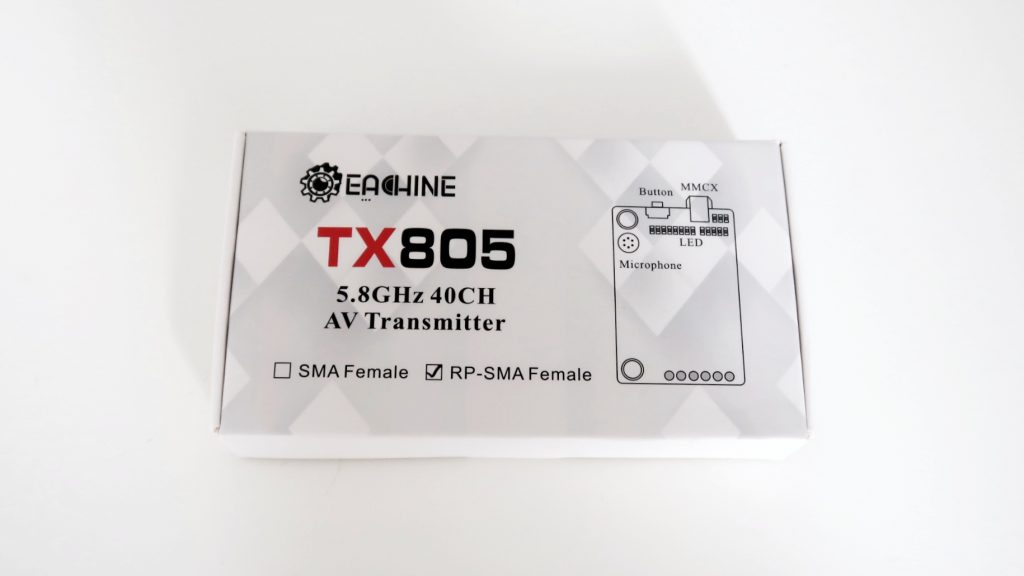 EACHINE
TX805
5.8GHz 40CH
AV Transmitter
SMA Female
RP-SMA Female
Button
MMCX
LED
Microphone